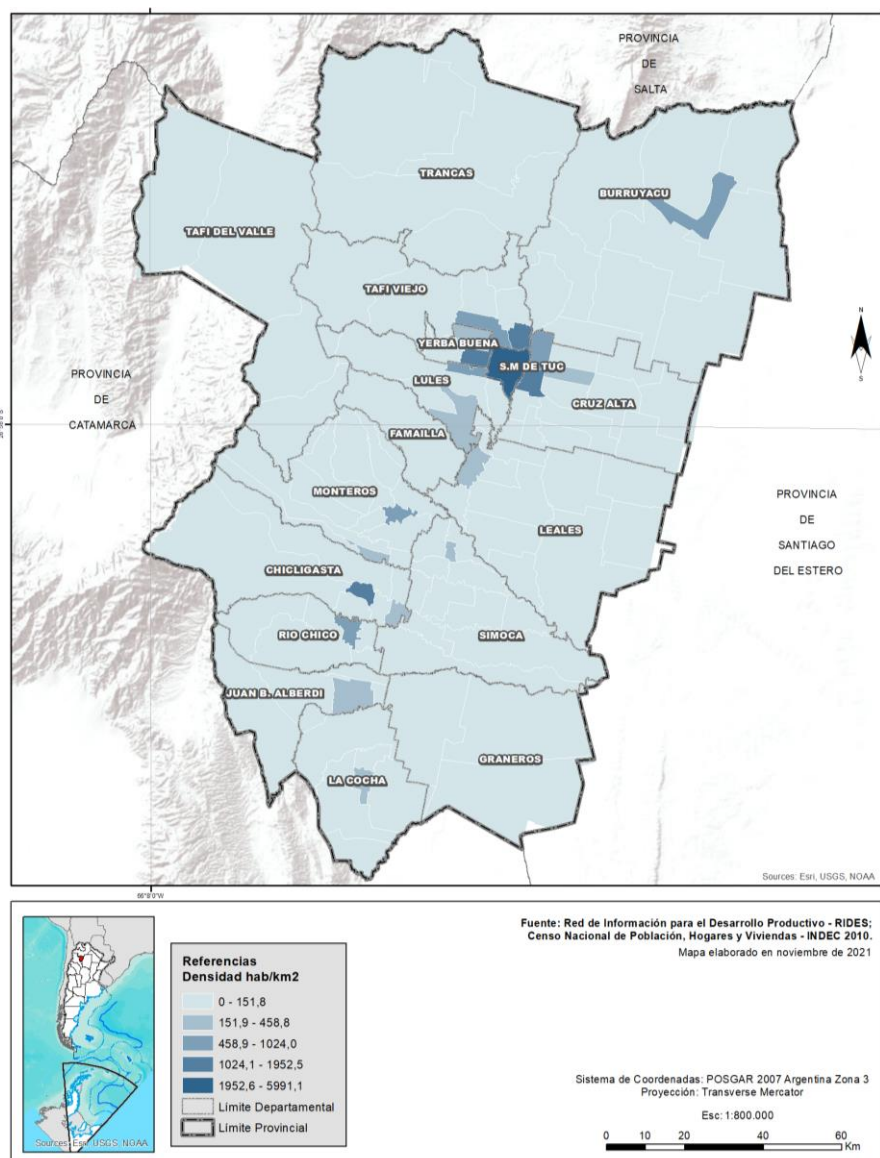 PROVINCIA
DE
SALTA
TRANCAS
BURRUYACU
TAFI DEL VALLE
TAFI VIEJO
N
S
YERBA BUENA
S.M DE TUC
PROVINCIA
DE
CATAMARCA
LULES
CRUZ ALTA
FAMAILLA
MONTEROS
LEALES
PROVINCIA
DE
SANTIAGO
DEL ESTERO
CHICLIGASTA
RIO CHICO
SIMOCA
JUAN B. ALBERDI
GRANEROS
LA COCHA
Sources: Esri, USGS, NOAA
Fuente: Red de Información para el Desarrollo Productivo - RIDES;
Censo Nacional de Población, Hogares y Viviendas - INDEC 2010.
Mapa elaborado en noviembre de 2021
Referencias
Densidad hab/km2
0 - 151,8
151,9 - 458,8
458,9 - 1024,0
1024,1 - 1952,5
1952,6 - 5991,1
Límite Departamental
Límite Provincial
Sources: Esri, USGS, NOAA
Sistema de Coordenadas: POSGAR 2007 Argentina Zona 3
Proyección: Transverse Mercator
Esc: 1:800.000
0 10 20 40 60
Km